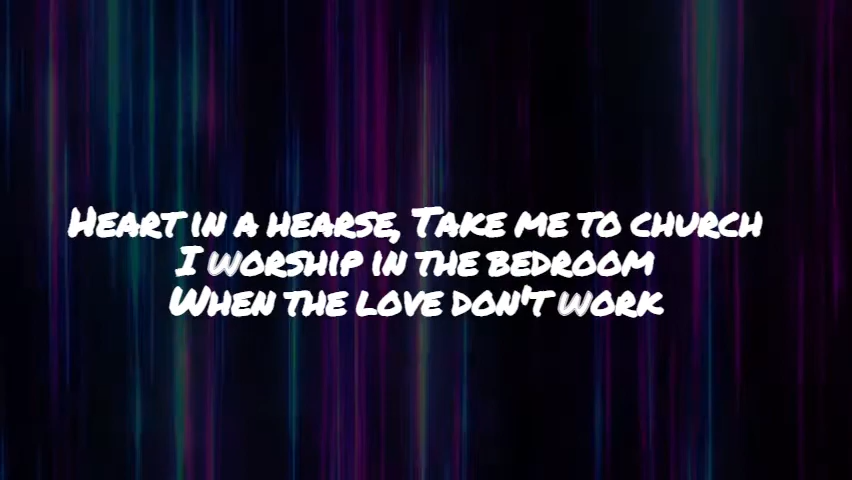 Heart in a hearse, Take me to church
I worship in the bedroom
When the love don't work